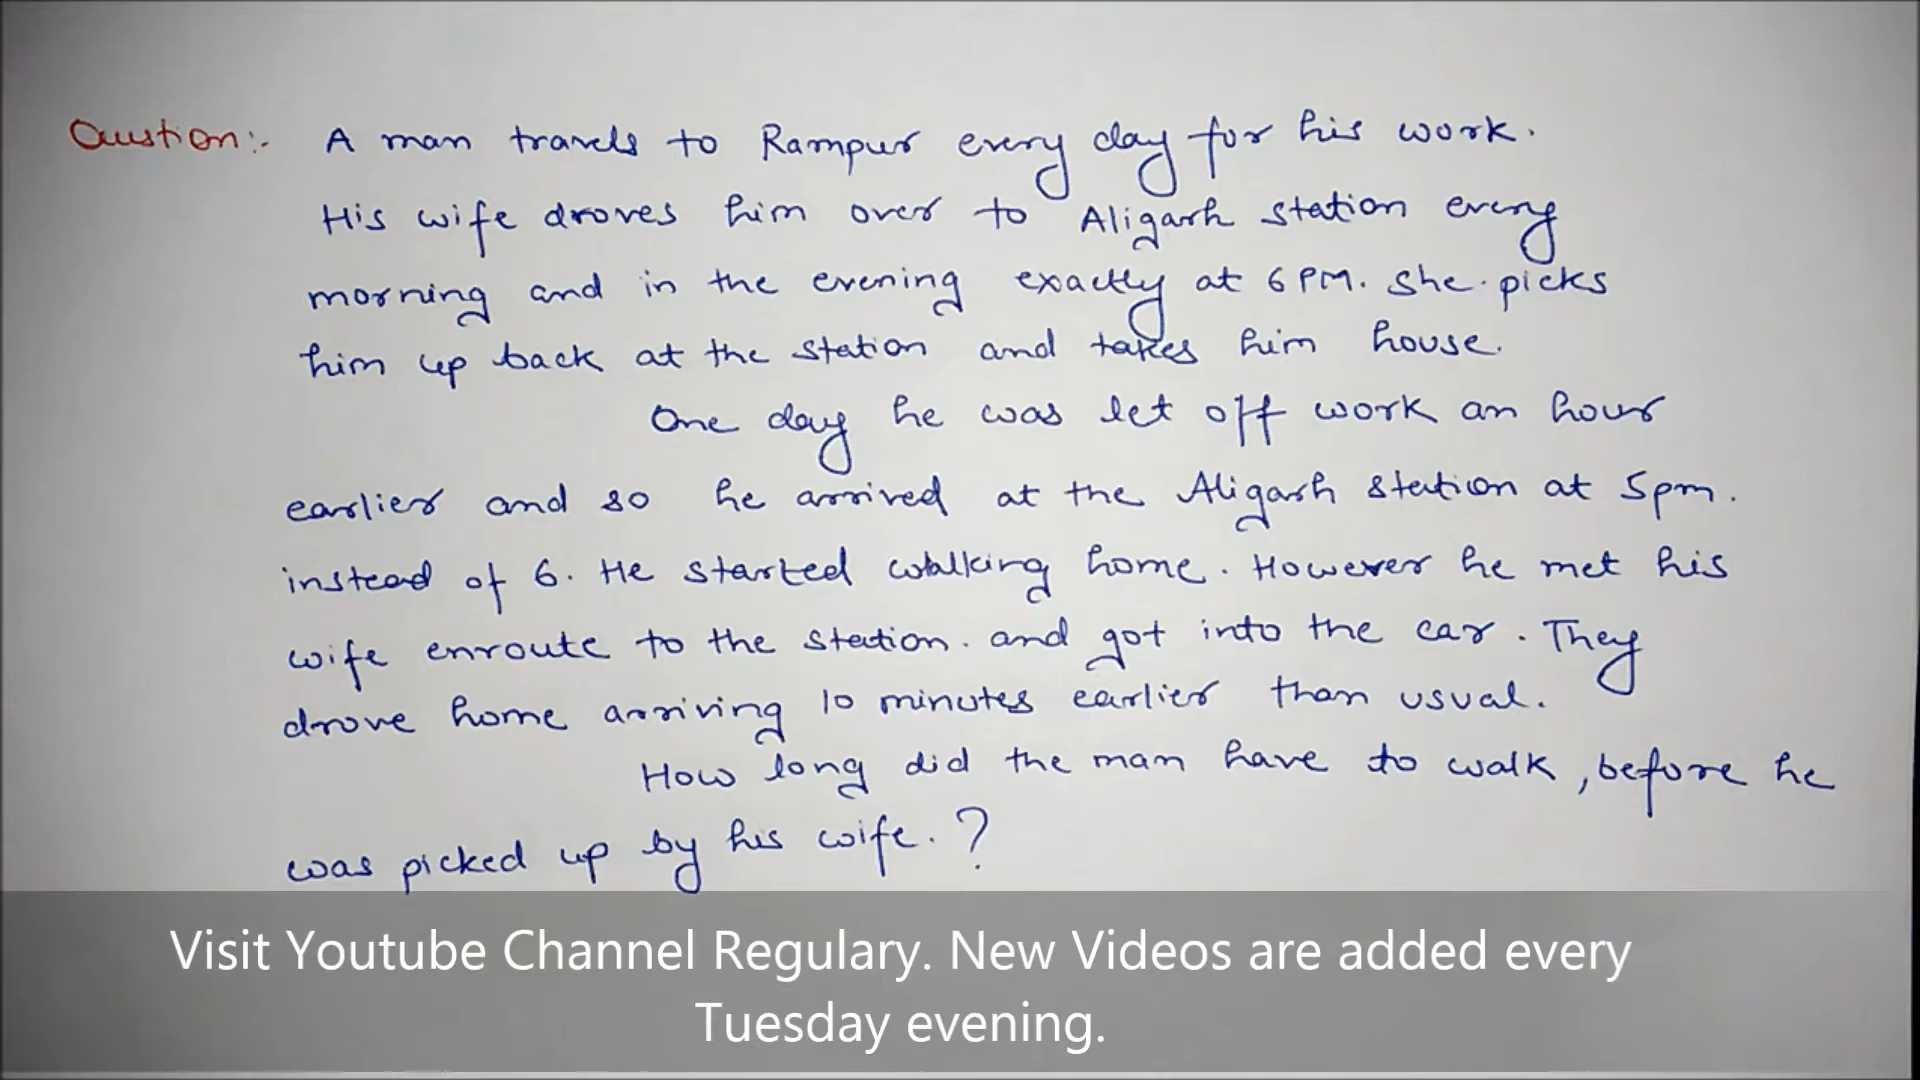 Question:- A man travels to Rampur every day for his work.
His wife droves him over to Aligarh station every
morning and in the evening exactly at 6 PM. She picks
him up back at the station and takes him house.
One day he was let off work an hour
earlier and so he arrived at the Aligarh station at 5pm.
instead of 6. He started walking home. However he met his
wife enroute to the station. and got into the car. They
drove home arriving 10 minutes earlier than usual.
How long did the man have to walk, before he
was picked up by his wife.?
Visit Youtube Channel Regulary. New Videos are added every
Tuesday evening.